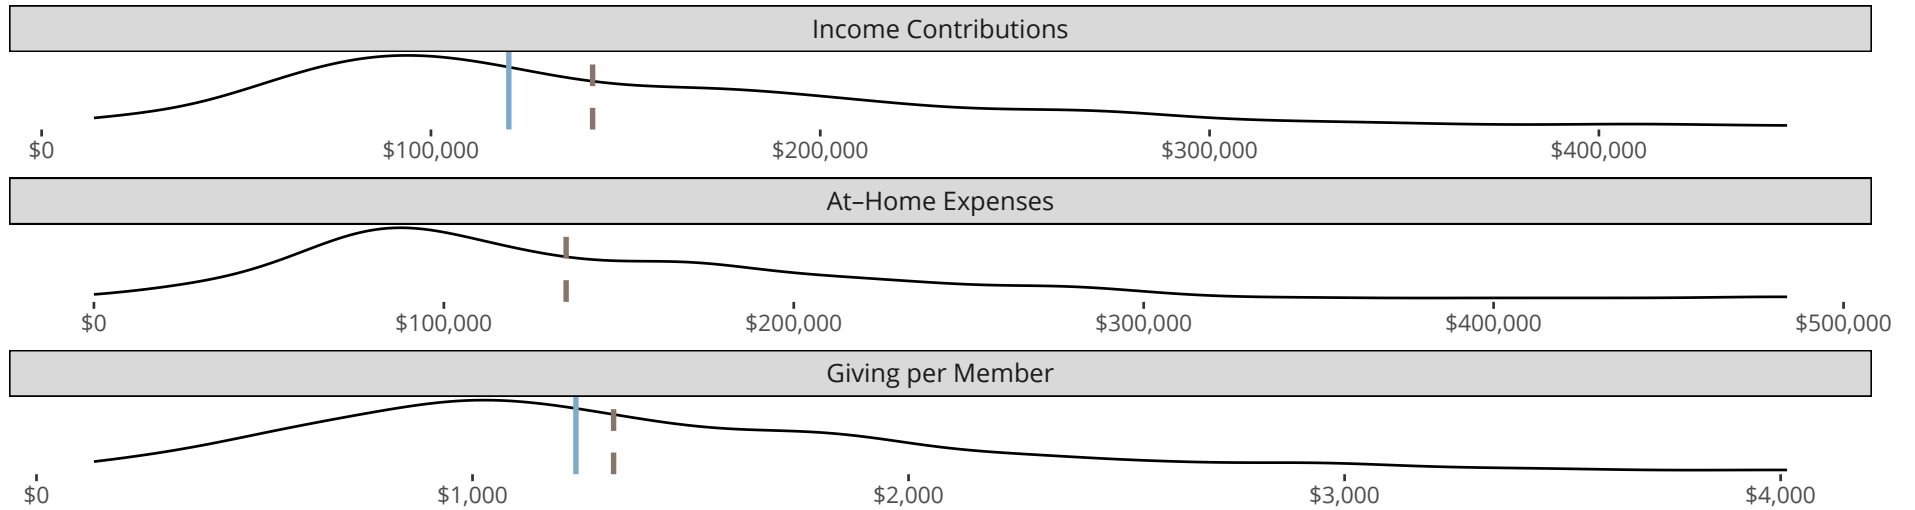 Income Contributions
$0 $100,000 $200,000 $300,000 $400,000
At–Home Expenses
$0 $100,000 $200,000 $300,000 $400,000 $500,000
Giving per Member
$0 $1,000 $2,000 $3,000 $4,000